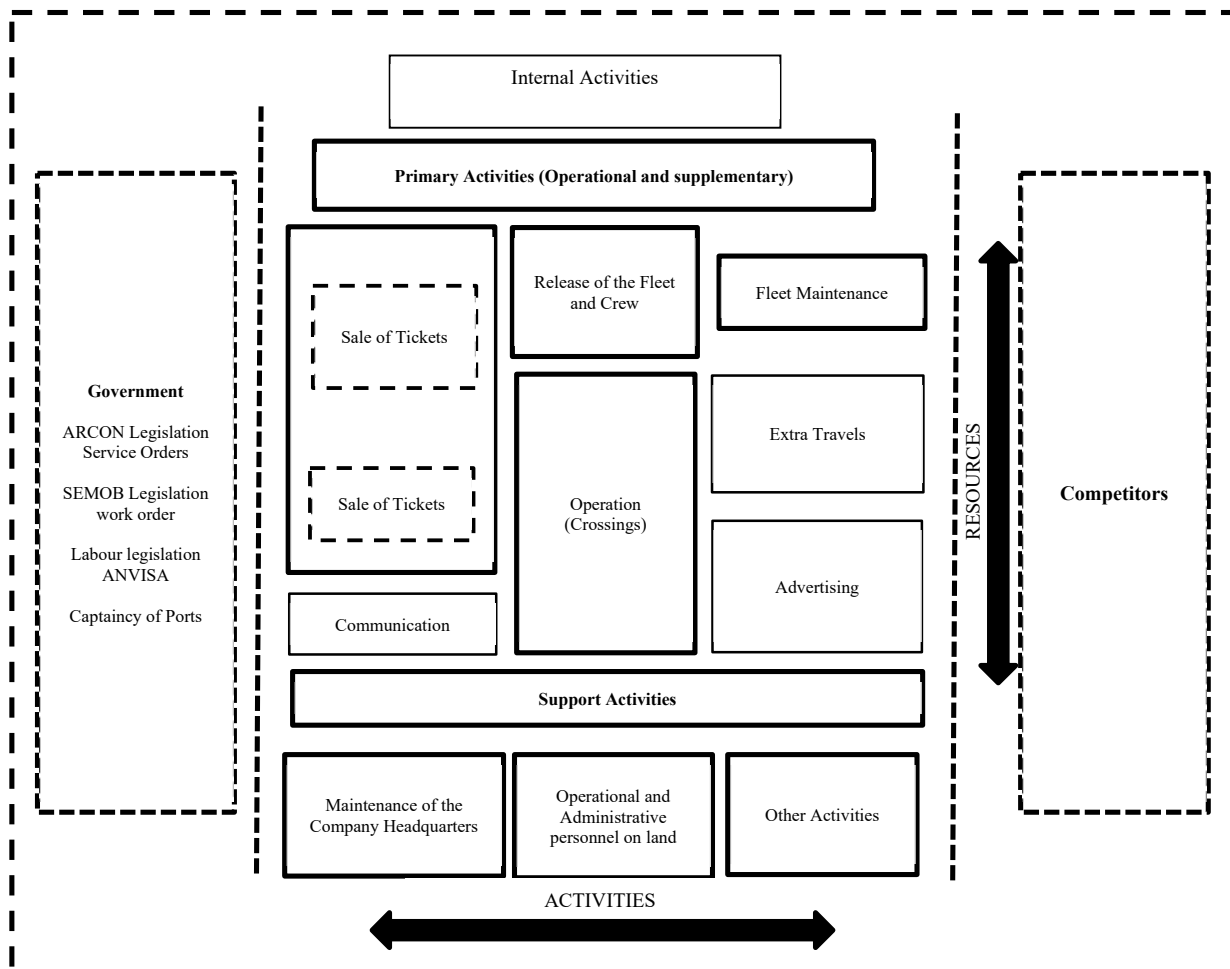 Internal Activities
Primary Activities (Operational and supplementary)
Government
ARCON Legislation
Service Orders
SEMOB Legislation
work order
Labour legislation
ANVISA
Captaincy of Ports
Sale of Tickets
Sale of Tickets
Communication
Release of the Fleet
and Crew
Operation
(Crossings)
Fleet Maintenance
Extra Travels
Advertising
RESOURCES
Competitors
Support Activities
Maintenance of the
Company Headquarters
Operational and
Administrative
personnel on land
Other Activities
ACTIVITIES